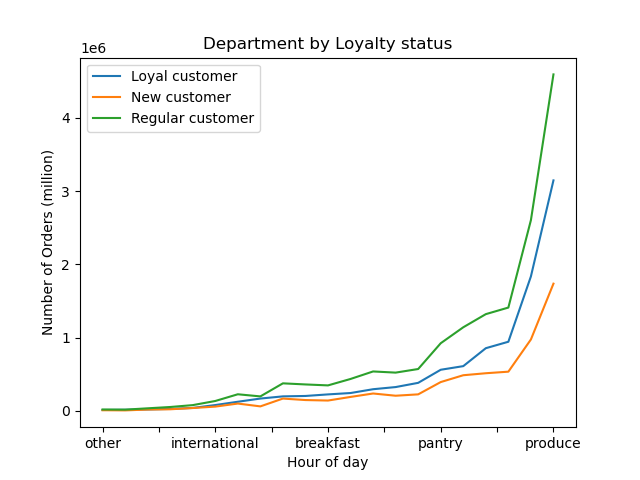 Department by Loyalty status
1e6
Loyal customer
New customer
Regular customer
4
3
2
1
0
Number of Orders (million)
other international breakfast pantry produce
Hour of day